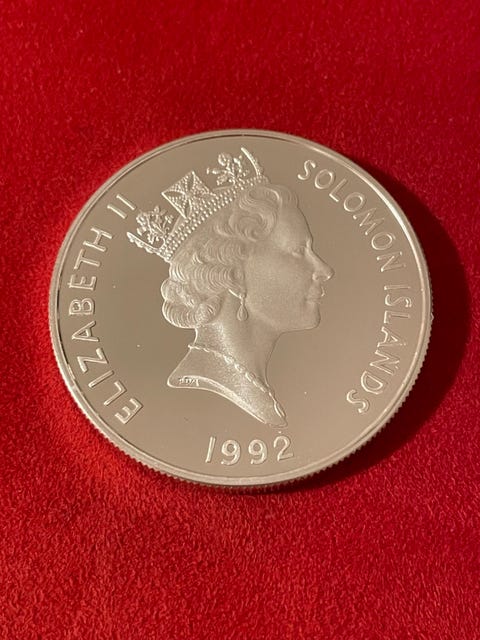 ELIZABETH II
SOLOMON ISLANDS
1992